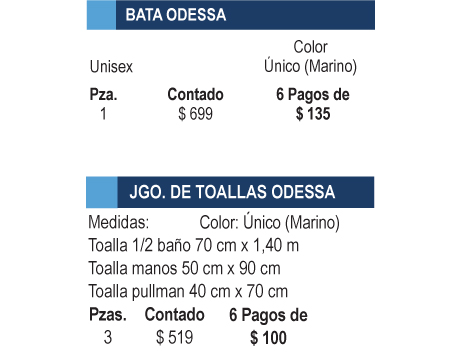 BATA ODESSA
Color
Unisex Único (Marino)
Pza. Contado 6 Pagos de
1 $ 699 $ 135
JGO. DE TOALLAS ODESSA
Medidas: Color: Único (Marino)
Toalla 1/2 baño 70 cm x 1,40 m
Toalla manos 50 cm x 90 cm
Toalla pullman 40 cm x 70 cm
Pzas. Contado 6 Pagos de
3 $ 519 $ 100